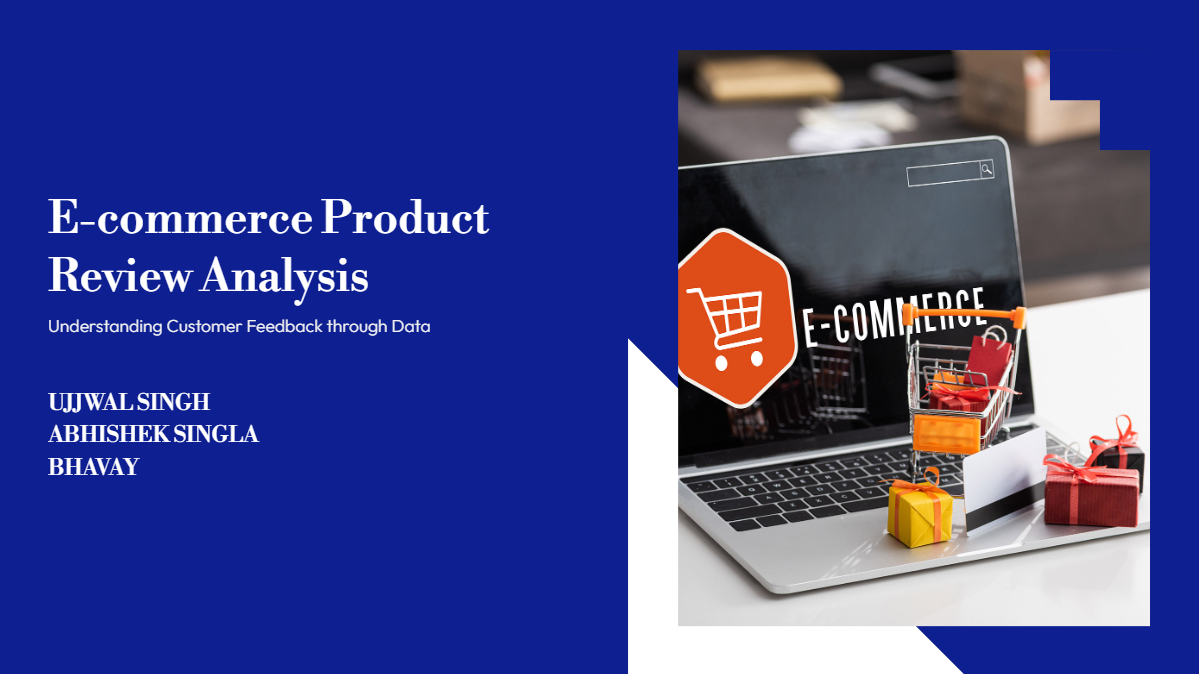 E-commerce Product
Review Analysis
Understanding Customer Feedback through Data
UJJWAL SINGH
ABHISHEK SINGLA
BHAVAY
E-COMMERCE